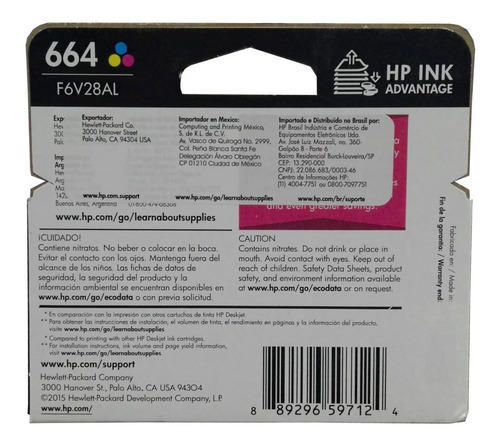 664
F6V28AL
HP INK
ADVANTAGE
Exportador:
Hewlett-Packard Co.
3000 Hanover Street
Palo Alto, CA 94304 USA
www.hp.com.support
Importador en Mexico:
Computing and Printing México,
S. de R.L. de C.V.
Av. Vasco de Quiroga No. 2999,
Col. Peña Blanca Santa Fe
Delegación Álvaro Obregón
CP 01210 Ciudad de México
Importado e Distribuído no Brasil por:
HP Brasil Indústria e Comércio de
Equipamentos Eletrônicos Ltda.
Av. José Luiz Mazzali, no. 360-
Galpão B - Parte 6
Bairro Residencial Burck-Louveira/SP
CEP: 13.290-000
CNPJ: 22.086.683/0003-46
Centro de Informações HP:
(11) 4004-7751 ou 0800-7097751
www.hp.com.br/suporte
Buenos Aires, Argentina
and even greater savings.
www.hp.com/go/learnaboutsupplies
¡CUIDADO!
Contiene nitratos. No beber o colocar en la boca.
Evitar el contacto con los ojos. Mantenga fuera del
alcance de los niños. Las fichas de datos de
seguridad, la seguridad del producto y la
información ambiental se encuentran disponibles en
www.hp.com/go/ecodata o con previa solicitud.
www.hp.com/go/learnaboutsupplies
CAUTION
Contains nitrates. Do not drink or place in
mouth. Avoid contact with eyes. Keep out of
reach of children. Safety Data Sheets, product
safety, and environment information available
at www.hp.com/go/ecodata or on request.
Fabricado en: / Made in:
Fin de la garantía: / Warranty end:
* En comparación con la impresión con otros cartuchos de tinta HP Deskjet.
** Para obtener las instrucciones de instalación, el volumen de tinta, el rendimiento en páginas y la información del producto,
visite www.hp.com/go/learnaboutsupplies
* Compared to printing with other HP Deskjet ink cartridges.
** For installation instructions, ink volume and page yield information,
visit www.hp.com/go/learnaboutsupplies
www.hp.com/support
Hewlett-Packard Company
3000 Hanover St., Palo Alto, CA USA 94304
©2015 Hewlett-Packard Development Company, L.P.
www.hp.com/
8 89296 59712 4